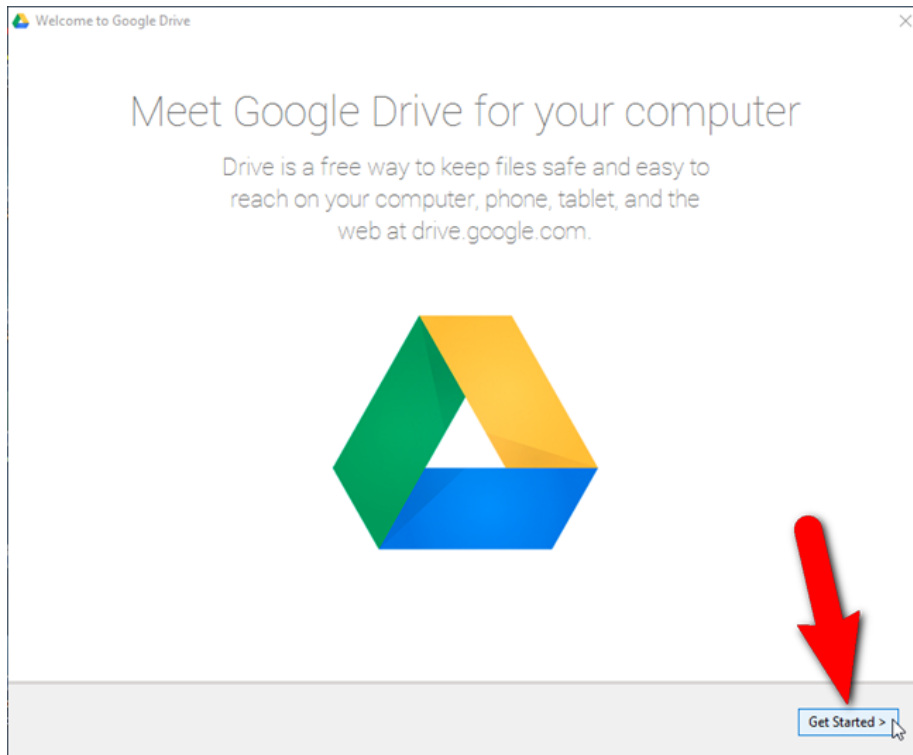 Welcome to Google Drive
Meet Google Drive for your computer
Drive is a free way to keep files safe and easy to
reach on your computer, phone, tablet, and the
web at drive.google.com.
Get Started >